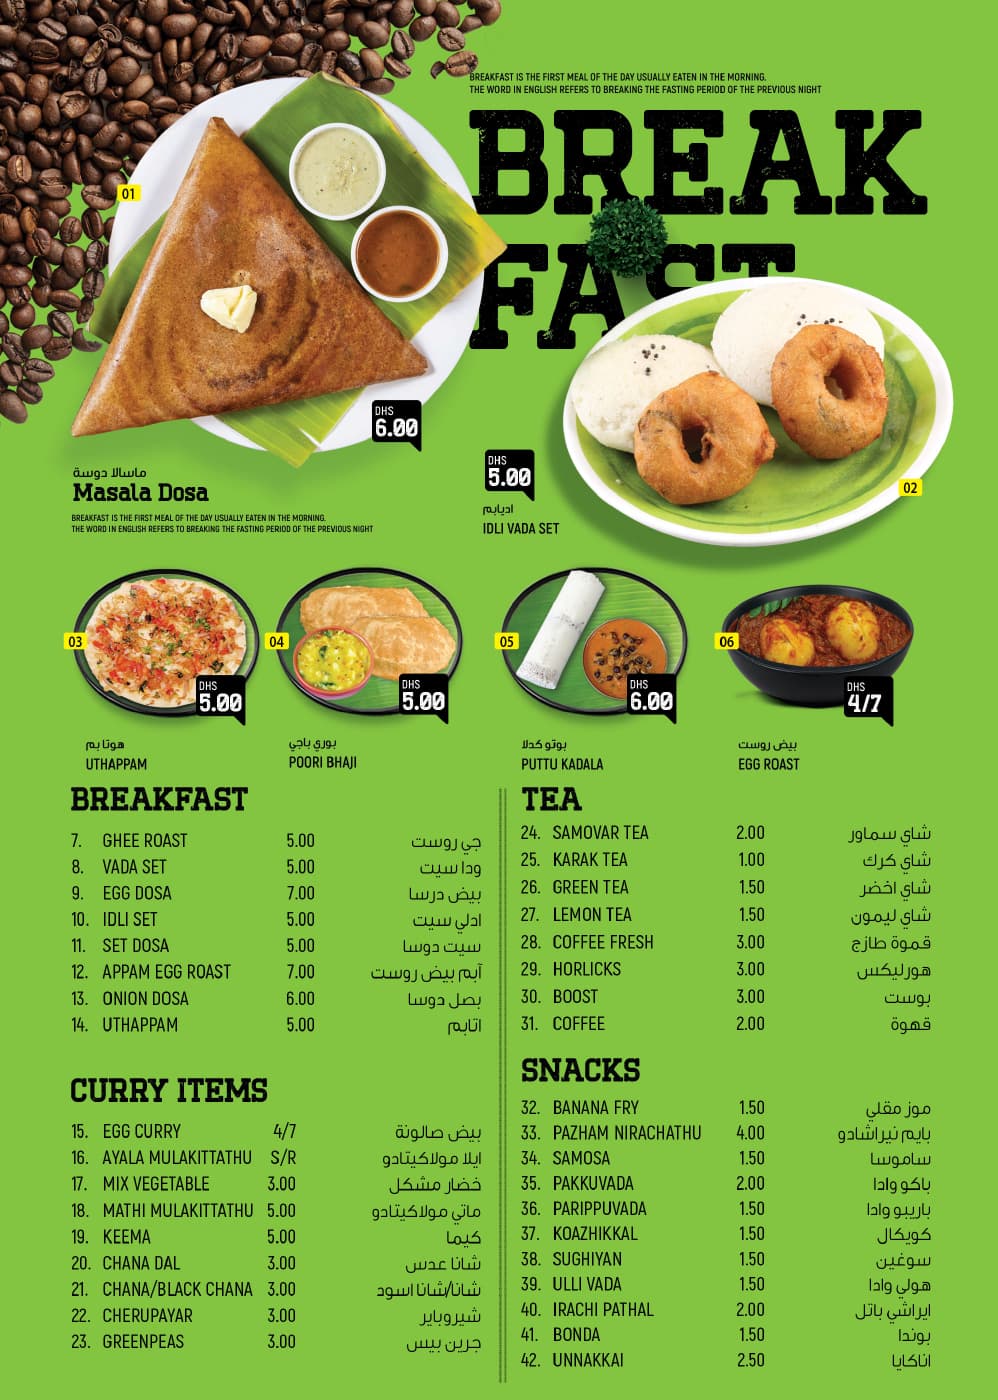 BREAKFAST IS THE FIRST MEAL OF THE DAY USUALLY EATEN IN THE MORNING.
THE WORD IN ENGLISH REFERS TO BREAKING THE FASTING PERIOD OF THE PREVIOUS NIGHT
BREAK
FAST
01
DHS
6.00
ماسالا دوسة
Masala Dosa
BREAKFAST IS THE FIRST MEAL OF THE DAY USUALLY EATEN IN THE MORNING.
THE WORD IN ENGLISH REFERS TO BREAKING THE FASTING PERIOD OF THE PREVIOUS NIGHT
02
DHS
5.00
اديابم
IDLI VADA SET
03
DHS
5.00
هوتا بم
UTHAPPAM
04
DHS
5.00
بوري باجي
POORI BHAJI
05
DHS
6.00
بوتو كدلا
PUTTU KADALA
06
DHS
4/7
بيض روست
EGG ROAST
BREAKFAST
7. GHEE ROAST 5.00 جي روست
8. VADA SET 5.00 ودا سيت
9. EGG DOSA 7.00 بيض درسا
10. IDLI SET 5.00 ادلي سيت
11. SET DOSA 5.00 سيت دوسا
12. APPAM EGG ROAST 7.00 آبم بيض روست
13. ONION DOSA 6.00 بصل دوسا
14. UTHAPPAM 5.00 اتابم
CURRY ITEMS
15. EGG CURRY 4/7 بيض صالونة
16. AYALA MULAKITTATHU S/R ايلا مولاكيتادو
17. MIX VEGETABLE 3.00 خضار مشكل
18. MATHI MULAKITTATHU 5.00 ماتي مولاكيتادو
19. KEEMA 5.00 كيما
20. CHANA DAL 3.00 شانا عدس
21. CHANA/BLACK CHANA 3.00 شانا/شانا اسود
22. CHERUPAYAR 3.00 شيروباير
23. GREENPEAS 3.00 جرين بيس
TEA
24. SAMOVAR TEA 2.00 شاي سماور
25. KARAK TEA 1.00 شاي كرك
26. GREEN TEA 1.50 شاي اخضر
27. LEMON TEA 1.50 شاي ليمون
28. COFFEE FRESH 3.00 قموة طازج
29. HORLICKS 3.00 هورليكس
30. BOOST 3.00 بوست
31. COFFEE 2.00 قهوة
SNACKS
32. BANANA FRY 1.50 موز مقلي
33. PAZHAM NIRACHATHU 4.00 بايم نيراشادو
34. SAMOSA 1.50 ساموسا
35. PAKKUVADA 2.00 باكو وادا
36. PARIPPUVADA 1.50 باريبو وادا
37. KOAZHIKKAL 1.50 كويكال
38. SUGHIYAN 1.50 سوغين
39. ULLI VADA 1.50 هولي وادا
40. IRACHI PATHAL 2.00 ايراشي باتل
41. BONDA 1.50 بوندا
42. UNNAKKAI 2.50 اناكايا